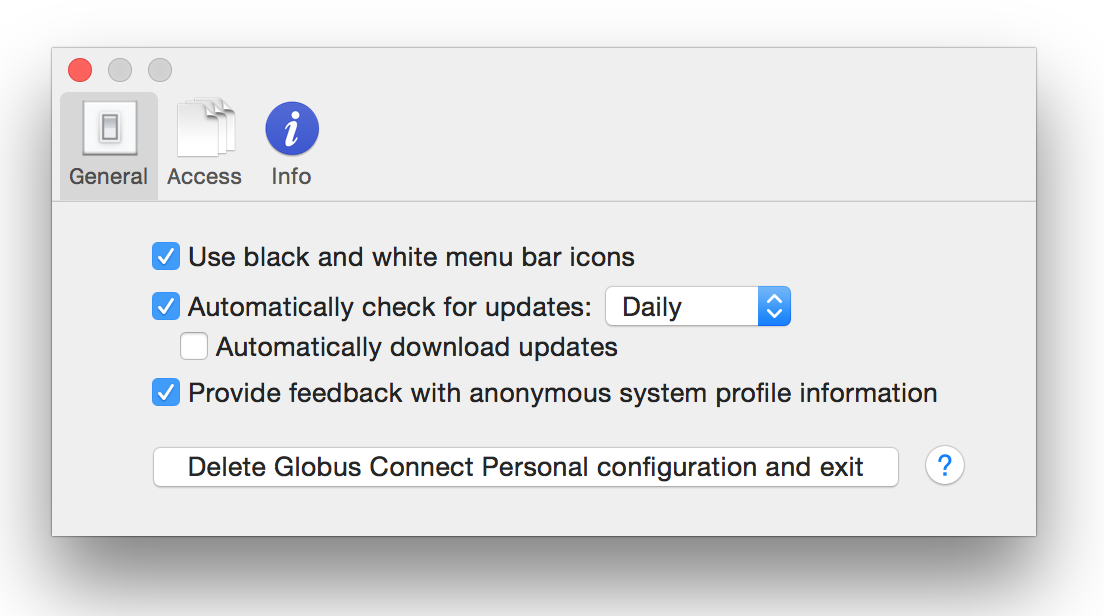 General Access Info
Use black and white menu bar icons
Automatically check for updates: Daily
Automatically download updates
Provide feedback with anonymous system profile information
Delete Globus Connect Personal configuration and exit ?